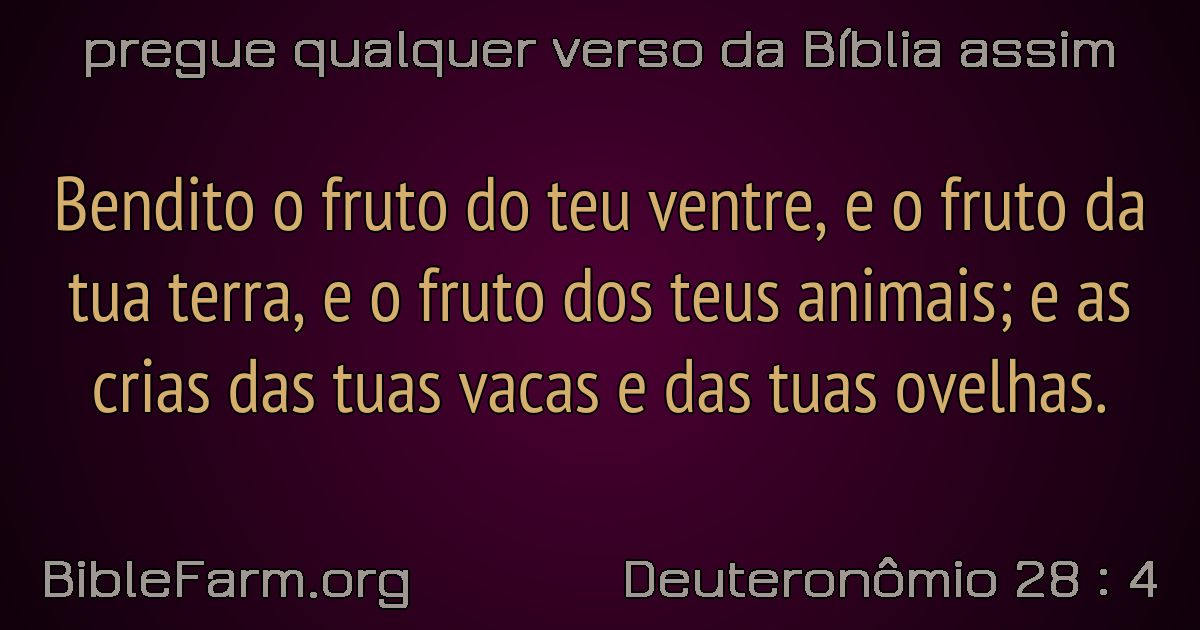 pregue qualquer verso da Bíblia assim
Bendito o fruto do teu ventre, e o fruto da
tua terra, e o fruto dos teus animais; e as
crias das tuas vacas e das tuas ovelhas.
BibleFarm.org
Deuteronômio 28 : 4